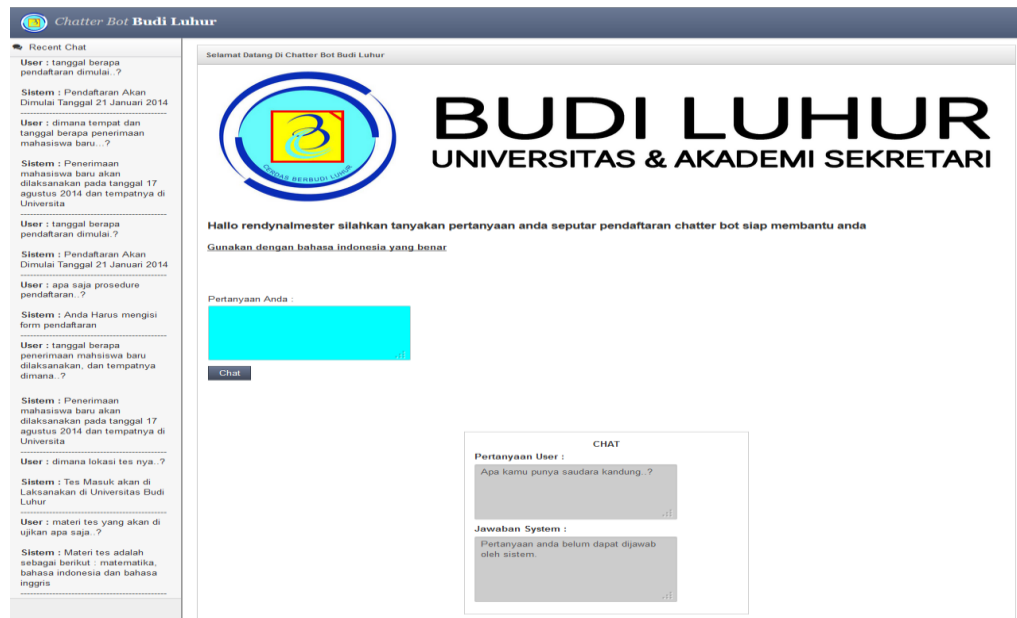 Chatter Bot Budi Luhur
Recent Chat
User : tanggal berapa
pendaftaran dimulai..?
Sistem : Pendaftaran Akan
Dimulai Tanggal 21 Januari 2014
User : dimana tempat dan
tanggal berapa penerimaan
mahasiswa baru...?
Sistem : Penerimaan
mahasiswa baru akan
dilaksanakan pada tanggal 17
agustus 2014 dan tempatnya di
Universita
User : tanggal berapa
pendaftaran dimulai.?
Sistem : Pendaftaran Akan
Dimulai Tanggal 21 Januari 2014
User : apa saja prosedure
pendaftaran..?
Sistem : Anda Harus mengisi
form pendaftaran
User : tanggal berapa
penerimaan mahsiswa baru
dilaksanakan, dan tempatnya
dimana..?
Sistem : Penerimaan
mahasiswa baru akan
dilaksanakan pada tanggal 17
agustus 2014 dan tempatnya di
Universita
User : dimana lokasi tes nya..?
Sistem : Tes Masuk akan di
Laksanakan di Universitas Budi
Luhur
User : materi tes yang akan di
ujikan apa saja..?
Sistem : Materi tes adalah
sebagai berikut : matematika,
bahasa indonesia dan bahasa
inggris
Selamat Datang Di Chatter Bot Budi Luhur
CERDAS BERBUDI LUHUR
BUDI LUHUR
UNIVERSITAS & AKADEMI SEKRETARI
Hallo rendynalmester silahkan tanyakan pertanyaan anda seputar pendaftaran chatter bot siap membantu anda
Gunakan dengan bahasa indonesia yang benar
Pertanyaan Anda :
Chat
CHAT
Pertanyaan User :
Apa kamu punya saudara kandung..?
Jawaban System :
Pertanyaan anda belum dapat dijawab
oleh sistem.